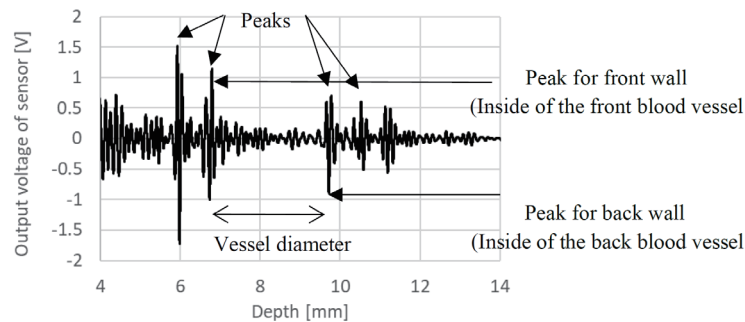 Output voltage of sensor [V]
2
1.5
1
0.5
0
-0.5
-1
-1.5
-2
4
6
8
10
12
14
Depth [mm]
Peaks
Vessel diameter
Peak for front wall
(Inside of the front blood vessel
Peak for back wall
(Inside of the back blood vessel